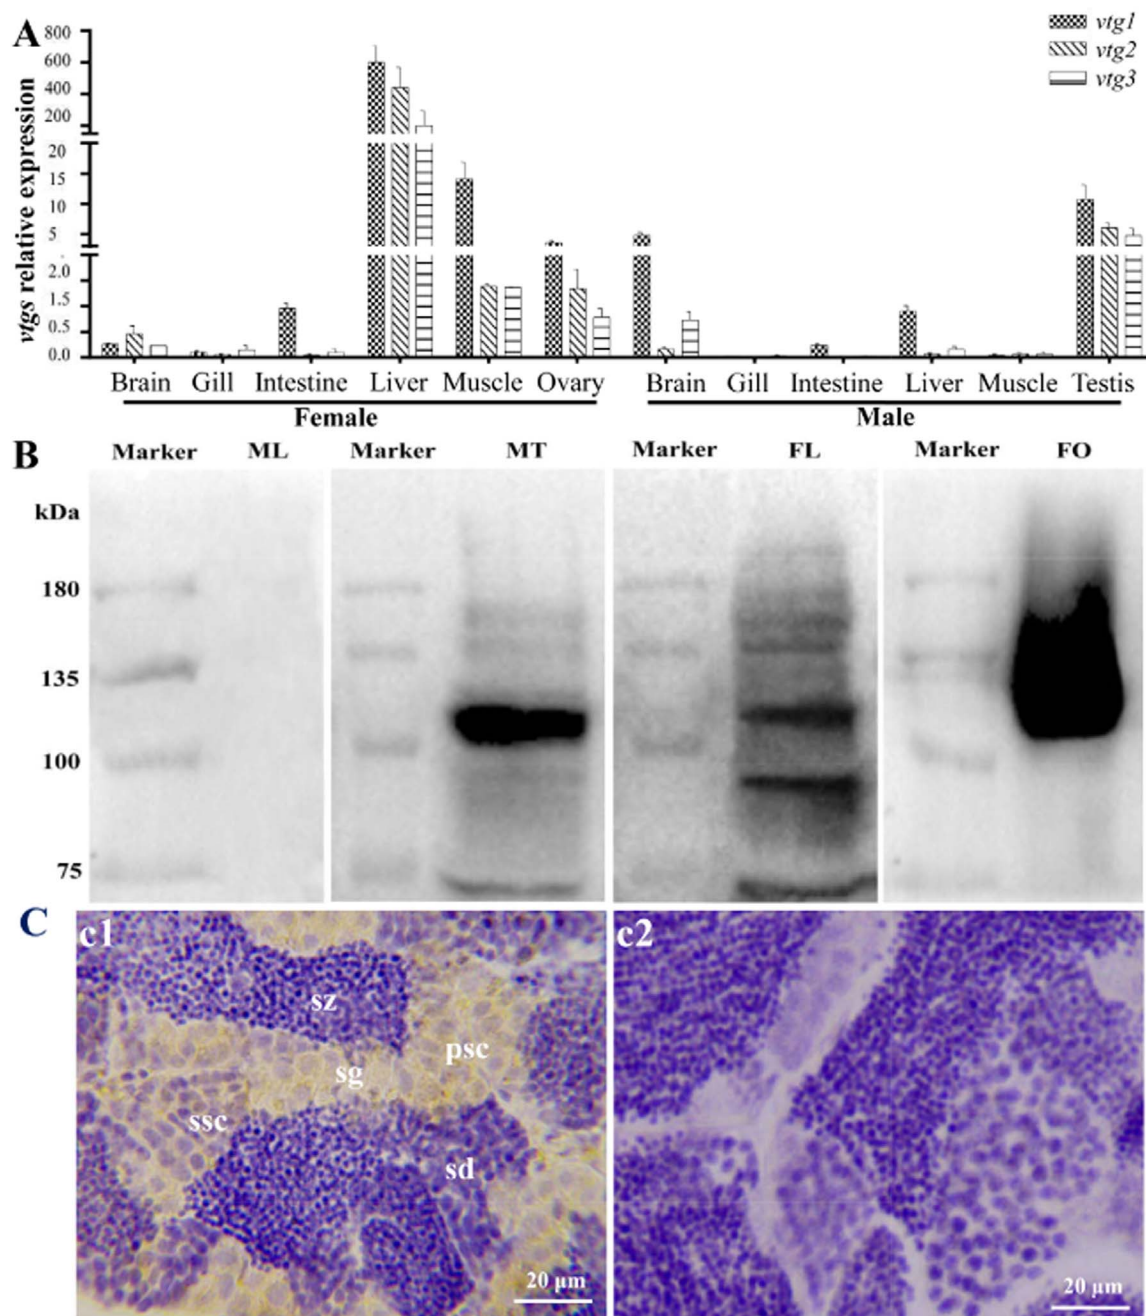 A
vtgs relative expression
800
600
400
200
20
15
10
5
2.0
1.5
0.5
0.0
vtg1
vtg2
vtg3
Brain Gill Intestine Liver Muscle Ovary Brain Gill Intestine Liver Muscle Testis
Female Male
B
Marker ML Marker MT Marker FL Marker FO
kDa
180
135
100
75
C
c1
sz
psc
sg
ssc
sd
20 µm
c2
20 µm